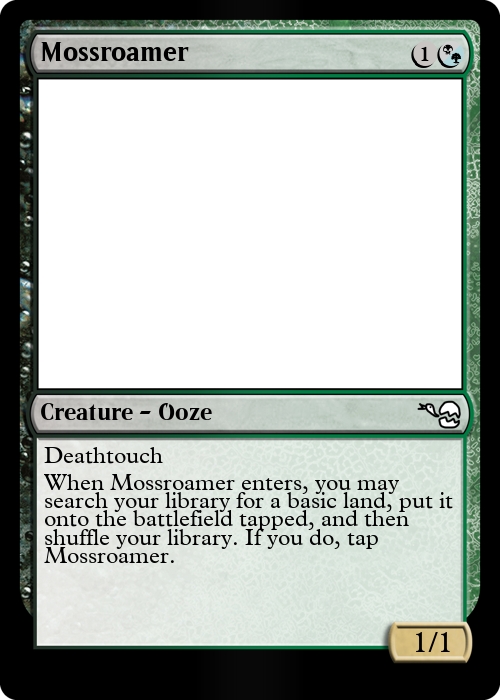 Mossroamer 1
Creature – Ooze
Deathtouch
When Mossroamer enters, you may
search your library for a basic land, put it
onto the battlefield tapped, and then
shuffle your library. If you do, tap
Mossroamer.
1/1